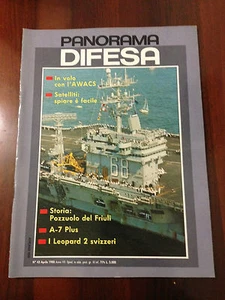 PANORAMA
DIFESA
In volo
con l'AWACS
Satelliti:
spiare è facile
Storia:
Pozzuolo del Friuli
A-7 Plus
I Leopard 2 svizzeri